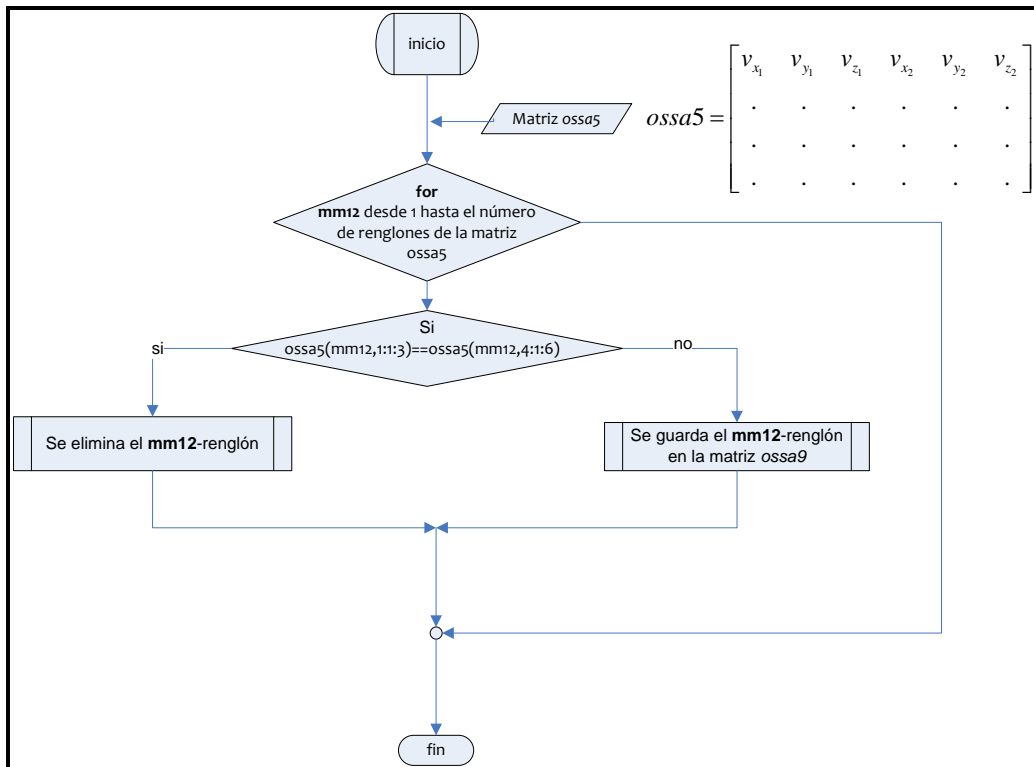 inicio
Matriz ossa5
ossa5 =
v_{x_1} v_{y_1} v_{z_1} v_{x_2} v_{y_2} v_{z_2}
. . . . . .
. . . . . .
. . . . . .
for
mm12 desde 1 hasta el número
de renglones de la matriz
ossa5
Si
ossa5(mm12,1:1:3)==ossa5(mm12,4:1:6)
si
no
Se elimina el mm12-renglón
Se guarda el mm12-renglón
en la matriz ossa9
fin